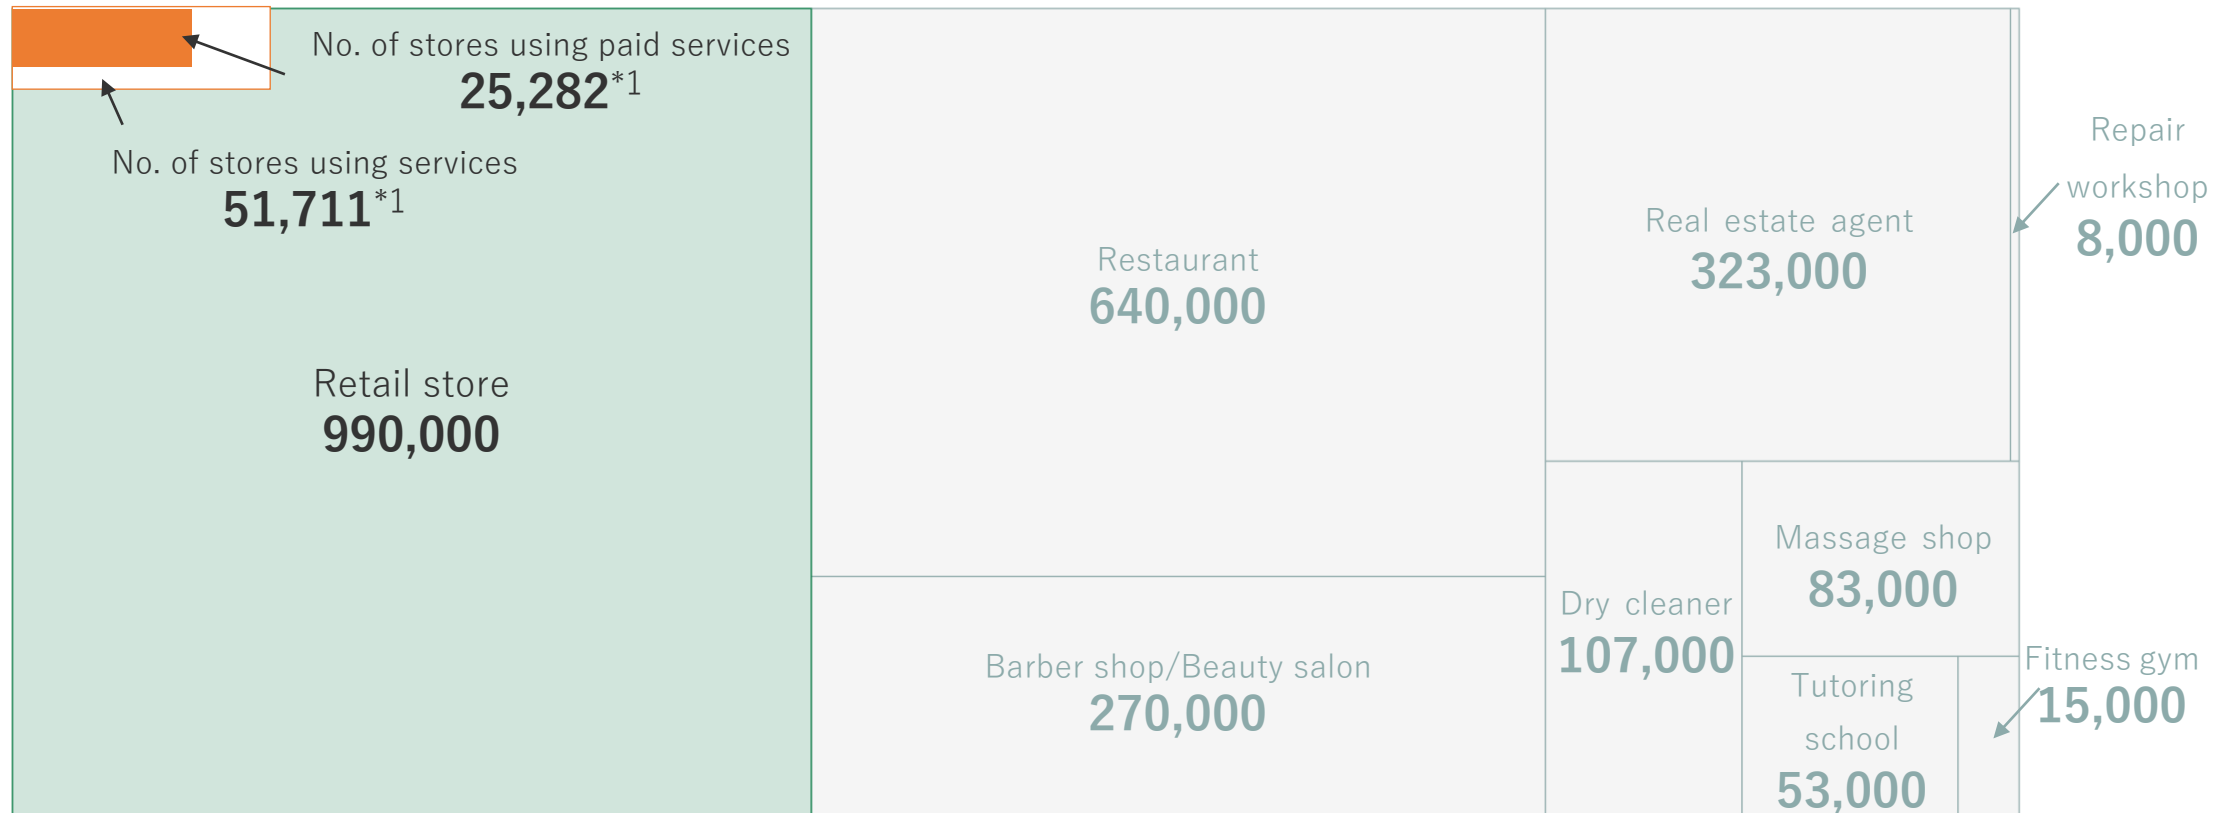 No. of stores using paid services
25,282*1
No. of stores using services
51,711*1
Retail store
990,000
Restaurant
640,000
Barber shop/Beauty salon
270,000
Real estate agent
323,000
Repair
workshop
8,000
Dry cleaner
107,000
Massage shop
83,000
Tutoring
school
53,000
Fitness gym
15,000